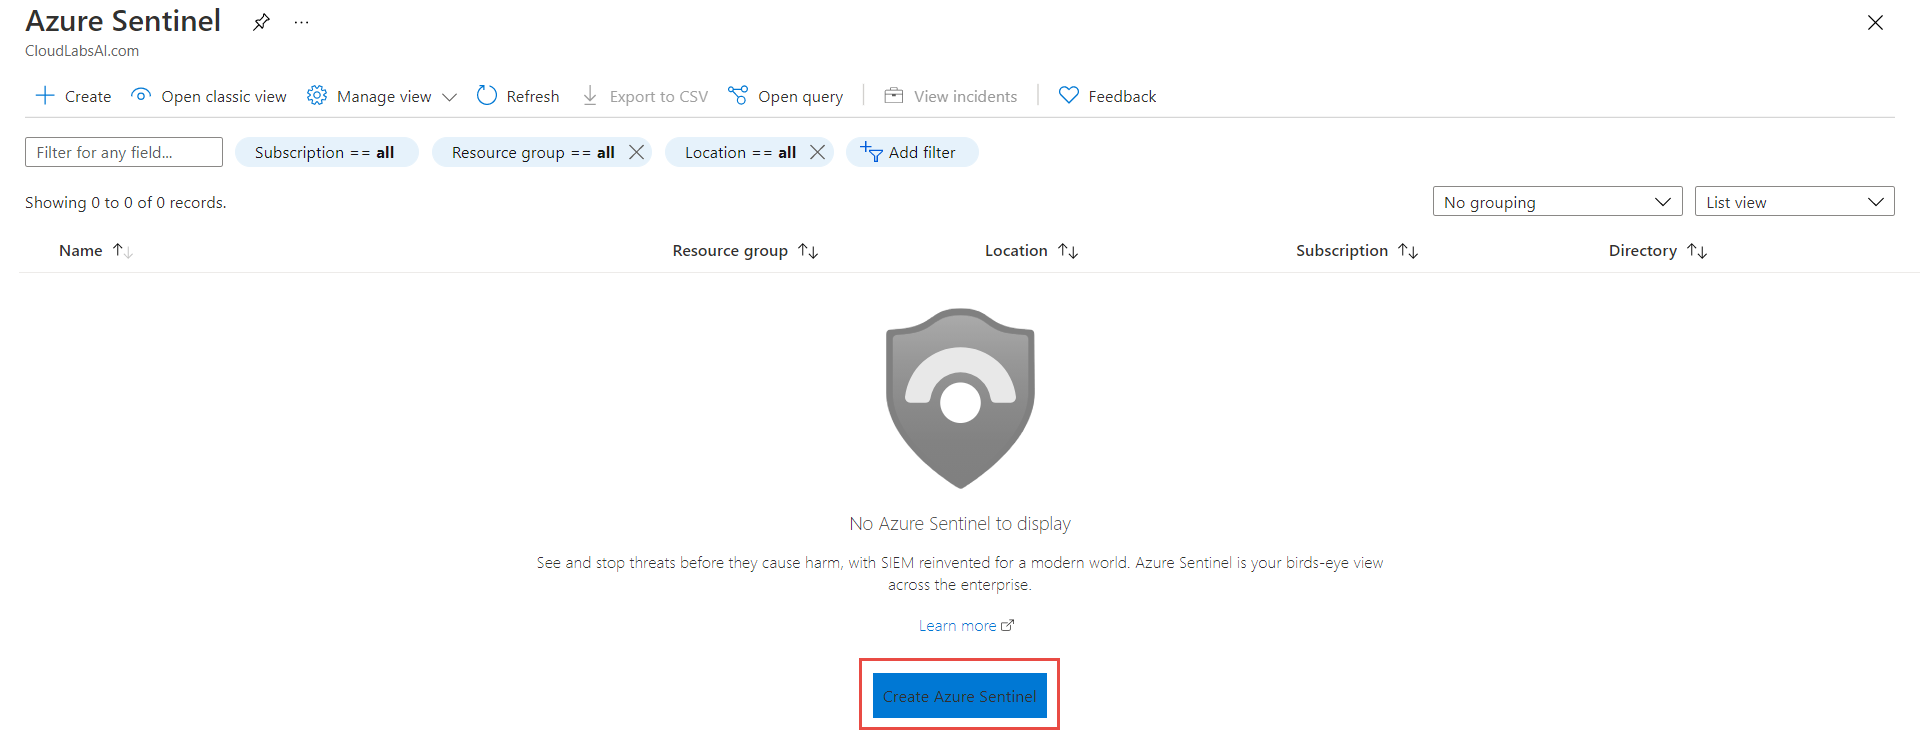 Azure Sentinel
CloudLabsAI.com
Create Open classic view Manage view Refresh Export to CSV Open query View incidents Feedback
Filter for any field... Subscription == all Resource group == all Location == all Add filter
Showing 0 to 0 of 0 records. No grouping List view
Name Resource group Location Subscription Directory
No Azure Sentinel to display
See and stop threats before they cause harm, with SIEM reinvented for a modern world. Azure Sentinel is your birds-eye view
across the enterprise.
Learn more
Create Azure Sentinel